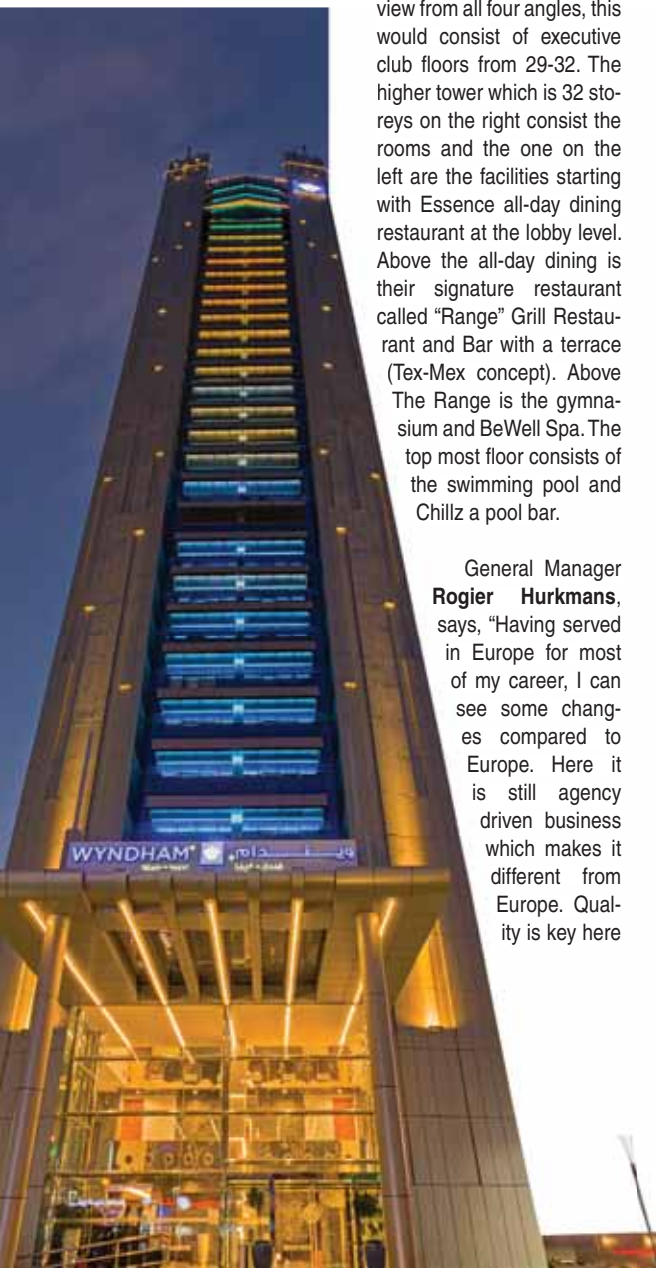 view from all four angles, this
would consist of executive
club floors from 29-32. The
higher tower which is 32 sto-
reys on the right consist the
rooms and the one on the
left are the facilities starting
with Essence all-day dining
restaurant at the lobby level.
Above the all-day dining is
their signature restaurant
called “Range” Grill Restau-
rant and Bar with a terrace
(Tex-Mex concept). Above
The Range is the gymna-
sium and BeWell Spa. The
top most floor consists of
the swimming pool and
Chillz a pool bar.
General Manager
Rogier Hurkmans,
says, “Having served
in Europe for most
of my career, I can
see some chang-
es compared to
Europe. Here it
is still agency
driven business
which makes it
different from
Europe. Qual-
ity is key here
WYNDHAM ويندام